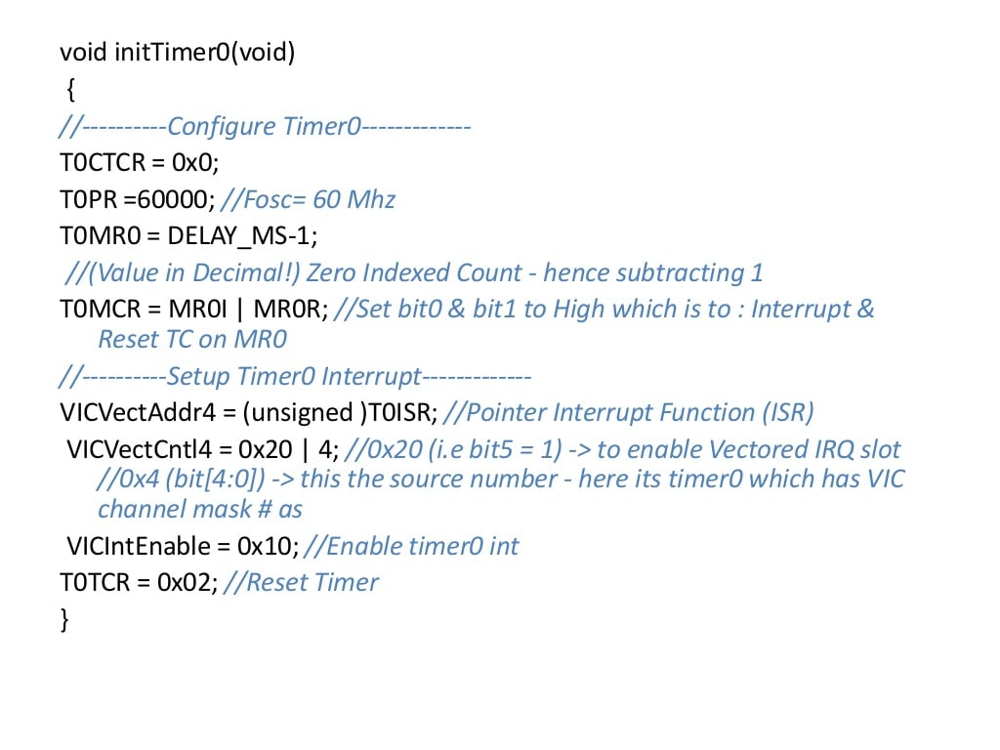 void initTimer0(void)
{
//----------Configure Timer0-------------
T0CTCR = 0x0;
T0PR =60000; //Fosc= 60 Mhz
T0MR0 = DELAY_MS-1;
//(Value in Decimal!) Zero Indexed Count - hence subtracting 1
T0MCR = MR0I | MR0R; //Set bit0 & bit1 to High which is to : Interrupt &
Reset TC on MR0
//----------Setup Timer0 Interrupt-------------
VICVectAddr4 = (unsigned )T0ISR; //Pointer Interrupt Function (ISR)
VICVectCntl4 = 0x20 | 4; //0x20 (i.e bit5 = 1) -> to enable Vectored IRQ slot
//0x4 (bit[4:0]) -> this the source number - here its timer0 which has VIC
channel mask # as
VICIntEnable = 0x10; //Enable timer0 int
T0TCR = 0x02; //Reset Timer
}